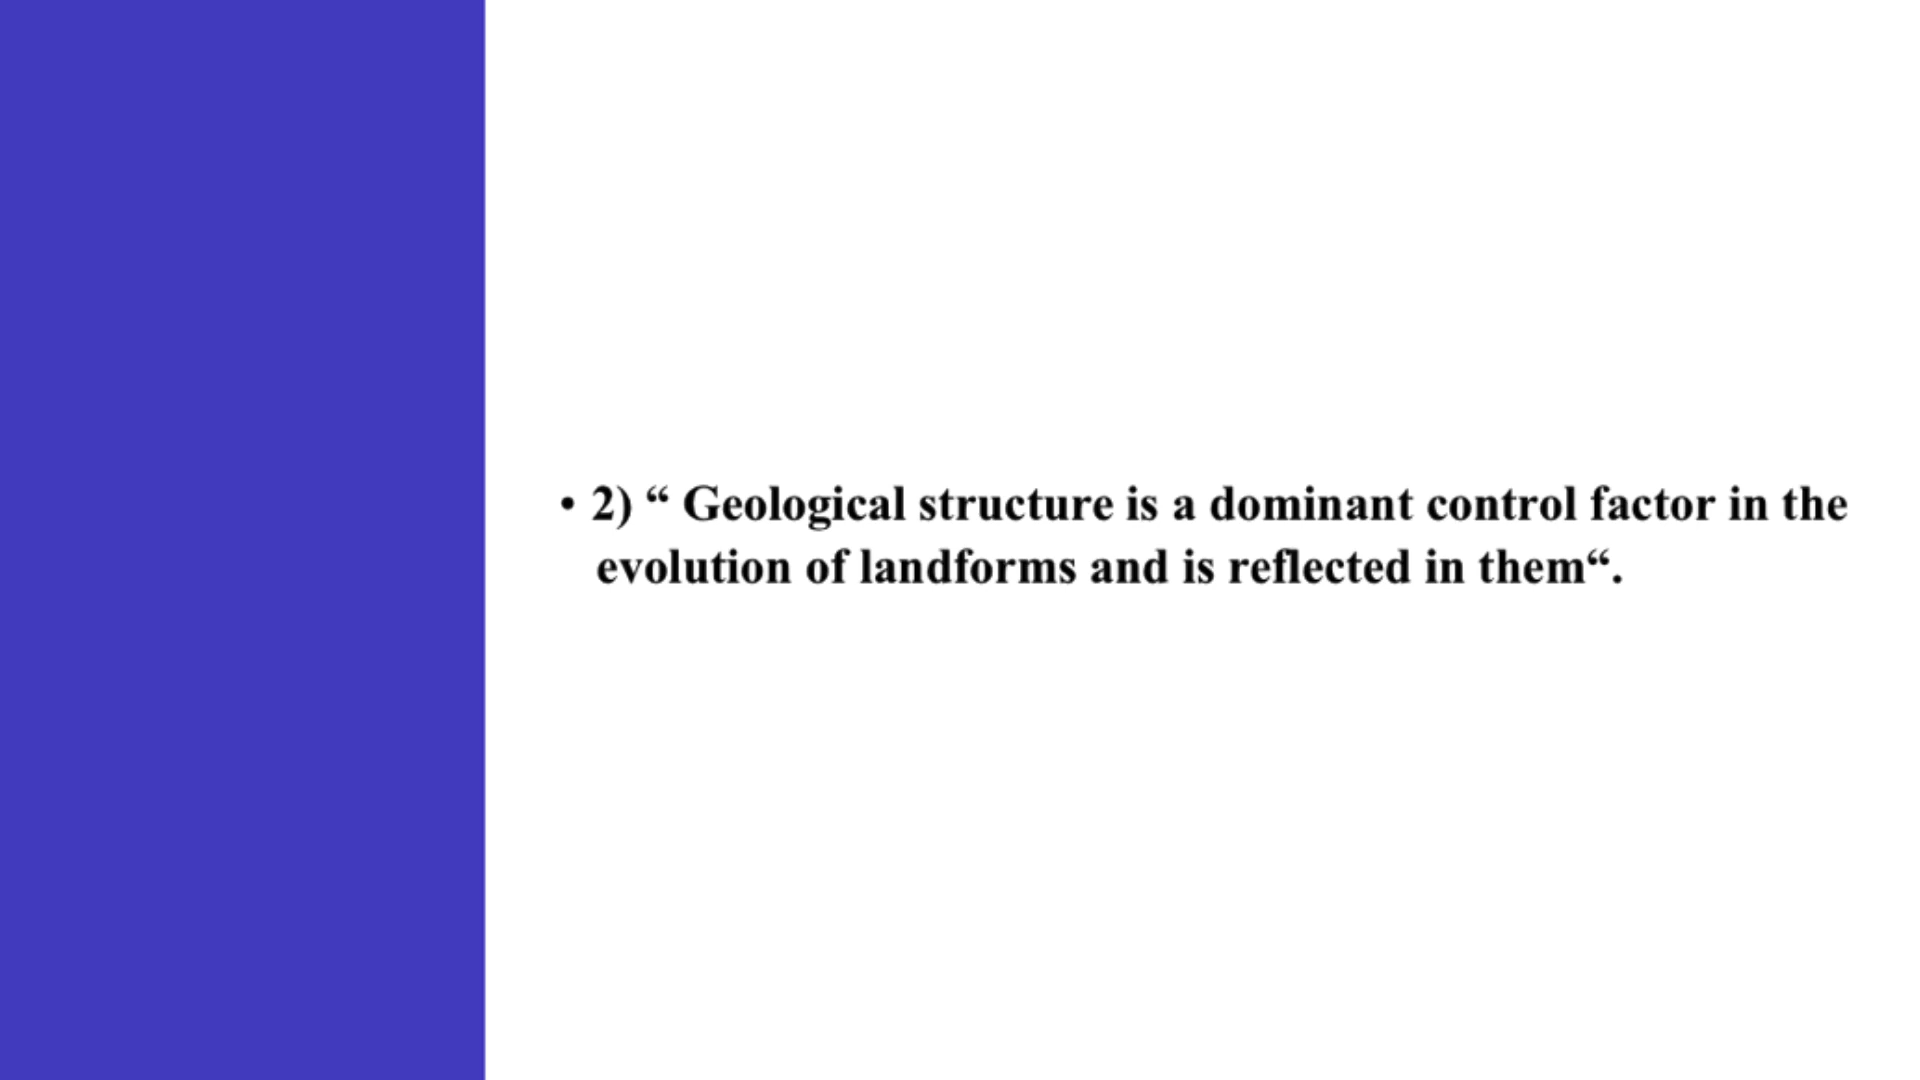 • 2) “ Geological structure is a dominant control factor in the
evolution of landforms and is reflected in them“.